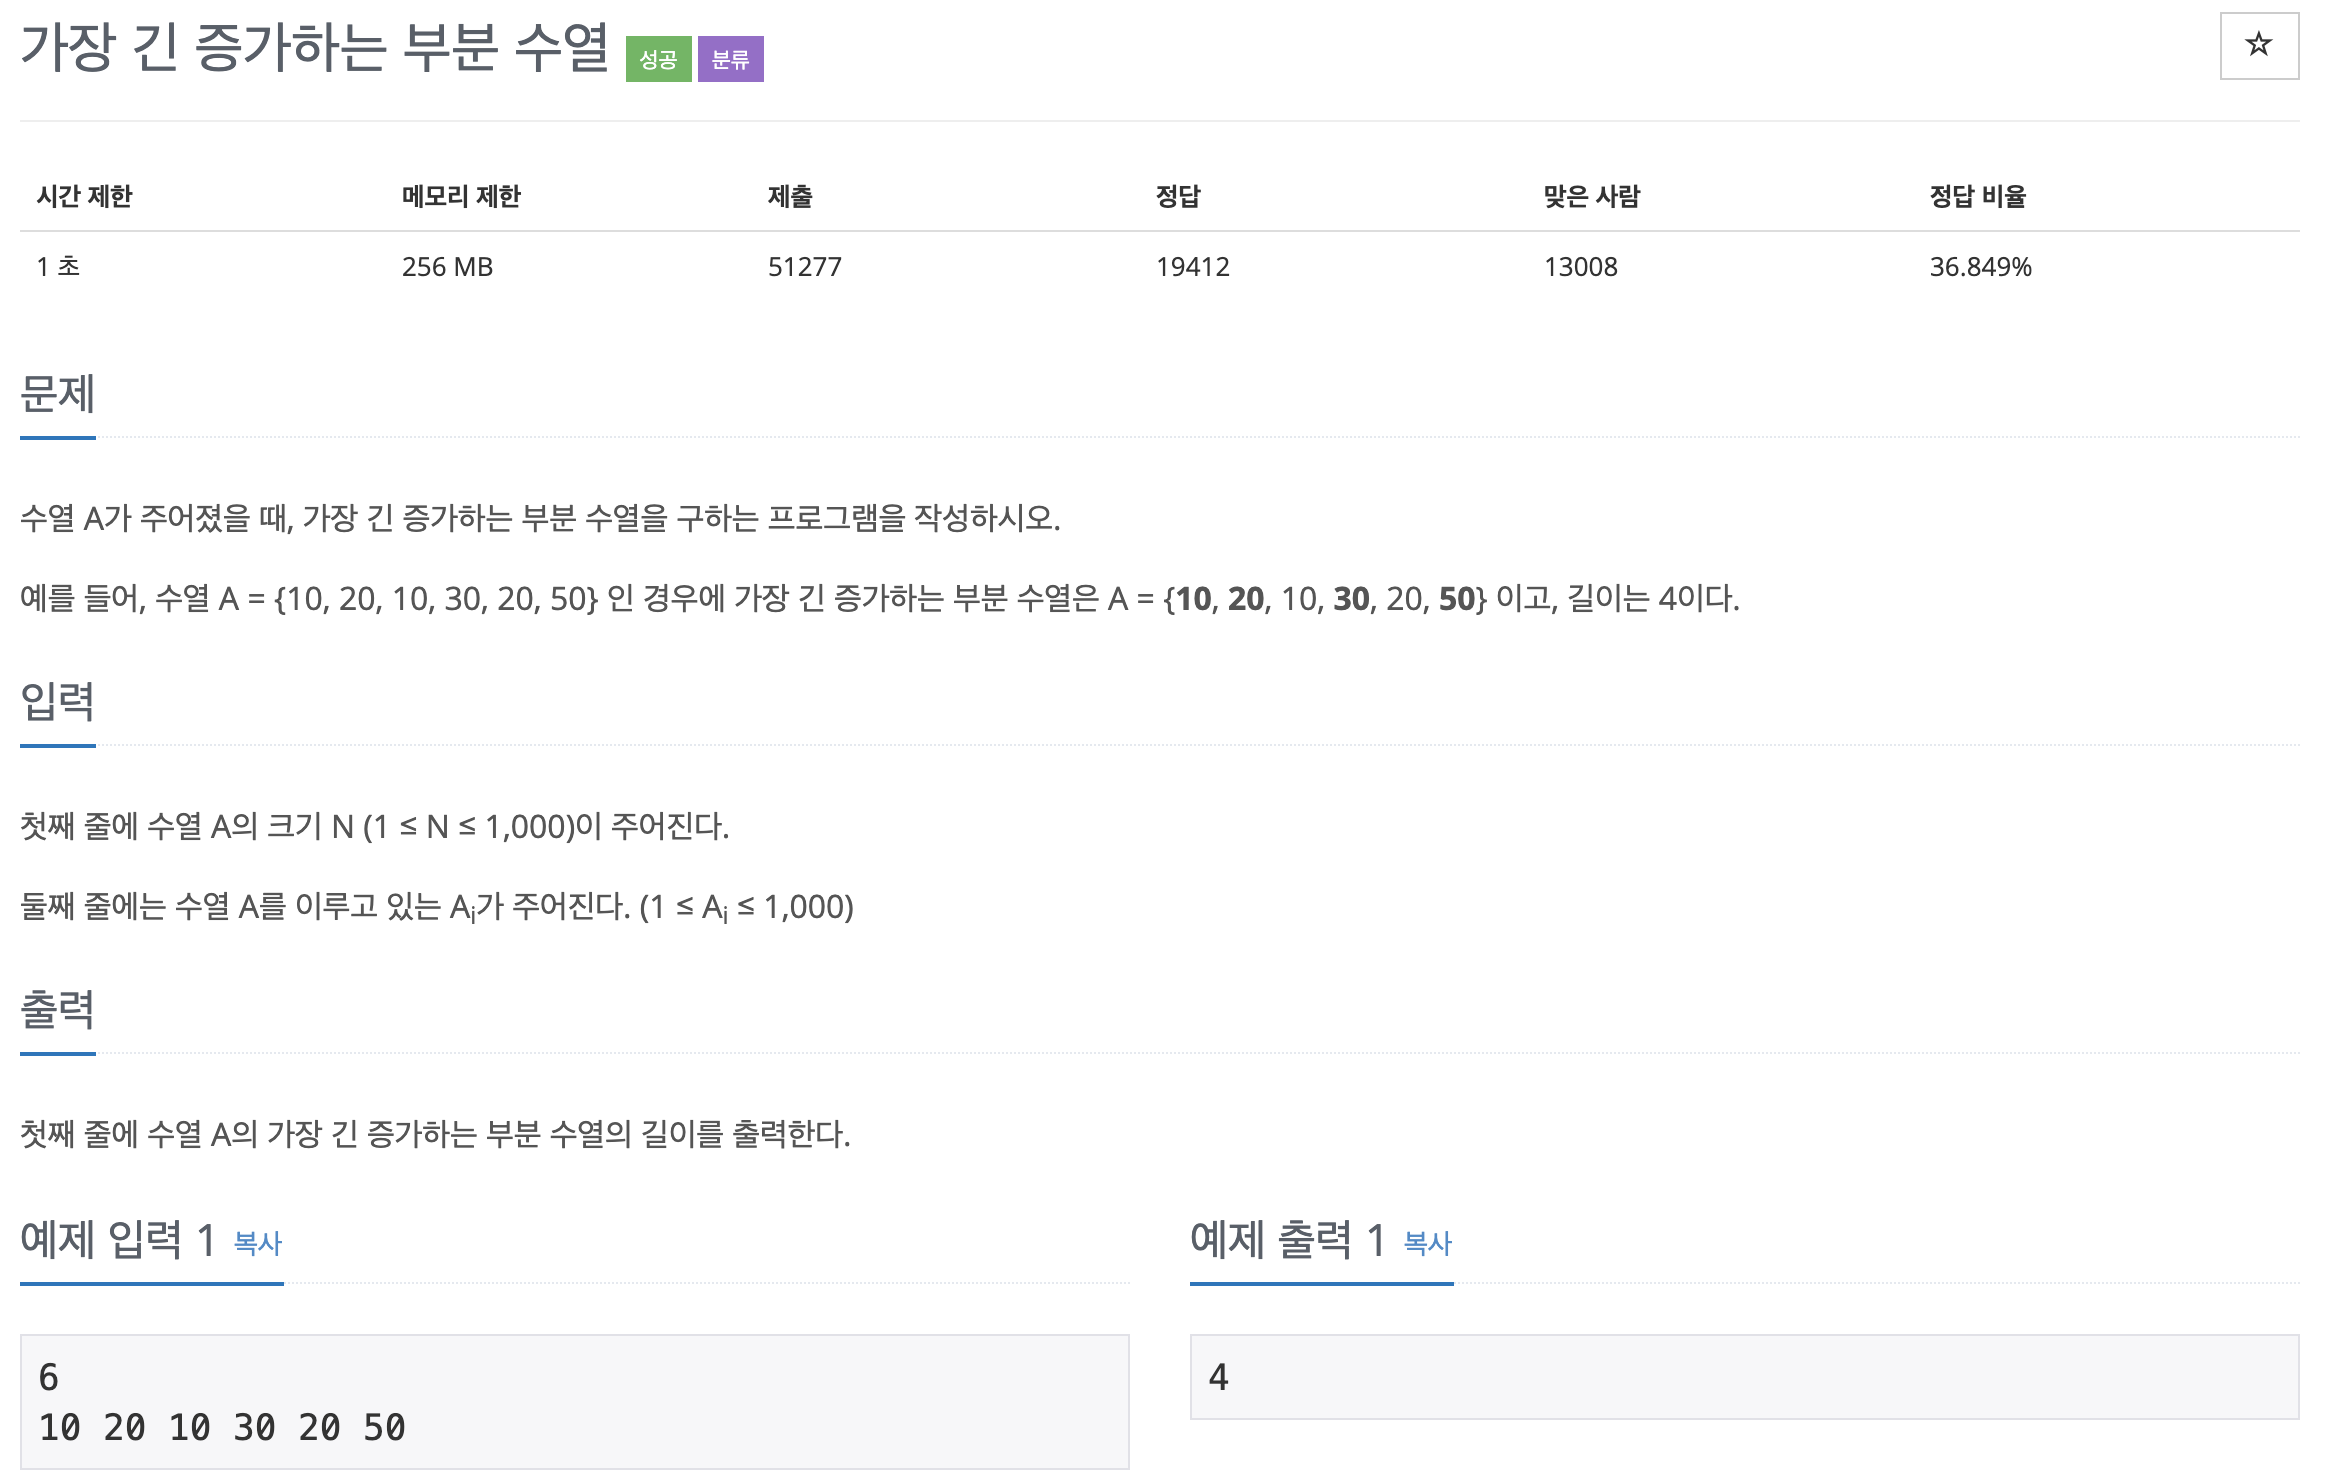 가장 긴 증가하는 부분 수열 성공 분류
시간 제한 메모리 제한 제출 정답 맞은 사람 정답 비율
1 초 256 MB 51277 19412 13008 36.849%
문제
수열 A가 주어졌을 때, 가장 긴 증가하는 부분 수열을 구하는 프로그램을 작성하시오.
예를 들어, 수열 A = {10, 20, 10, 30, 20, 50} 인 경우에 가장 긴 증가하는 부분 수열은 A = {10, 20, 10, 30, 20, 50} 이고, 길이는 4이다.
입력
첫째 줄에 수열 A의 크기 N (1 ≤ N ≤ 1,000)이 주어진다.
둘째 줄에는 수열 A를 이루고 있는 Ai가 주어진다. (1 ≤ Ai ≤ 1,000)
출력
첫째 줄에 수열 A의 가장 긴 증가하는 부분 수열의 길이를 출력한다.
예제 입력 1 복사
6
10 20 10 30 20 50
예제 출력 1 복사
4